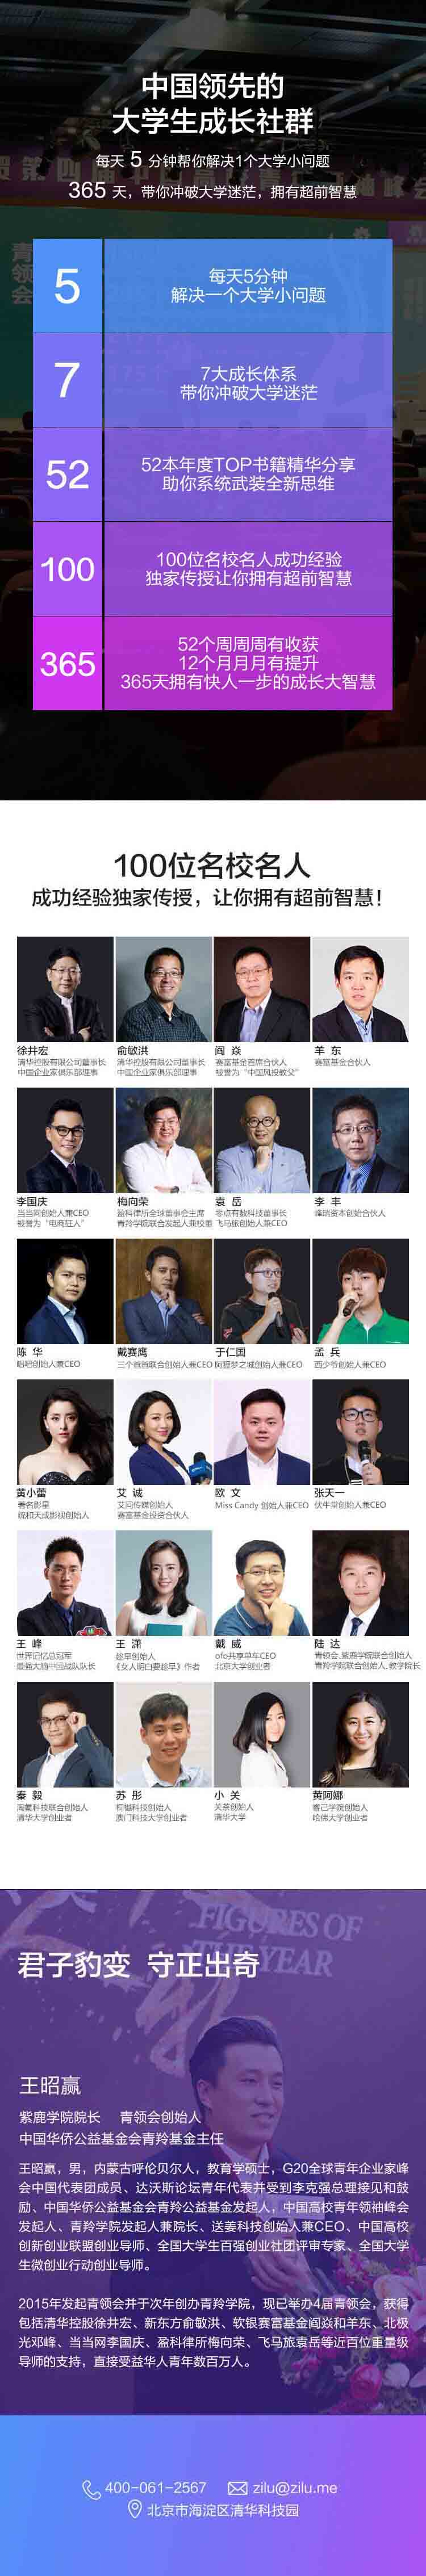 中国领先的
大学生成长社群
每天 5 分钟帮你解决1个大学小问题
365 天，带你冲破大学迷茫，拥有超前智慧
5
每天5分钟
解决一个大学小问题
7
7大成长体系
带你冲破大学迷茫
52
52本年度TOP书籍精华分享
助你系统武装全新思维
100
100位名校名人成功经验
独家传授让你拥有超前智慧
365
52个周周周有收获
12个月月月有提升
365天拥有快人一步的成长大智慧
100位名校名人
成功经验独家传授，让你拥有超前智慧！
徐井宏
清华控股有限公司董事长
中国企业家俱乐部理事
俞敏洪
清华控股有限公司董事长
中国企业家俱乐部理事
阎 焱
赛富基金首席合伙人
被誉为“中国风投教父”
羊 东
赛富基金合伙人
李国庆
当当网创始人兼CEO
被誉为“电商狂人”
梅向荣
盈科律所全球董事会主席
青羚学院联合发起人兼校董
袁 岳
零点有数科技董事长
飞马旅创始人兼CEO
李 丰
峰瑞资本创始合伙人
陈 华
唱吧创始人兼CEO
戴赛鹰
三个爸爸联合创始人兼CEO
于仁国
阿狸梦之城创始人兼CEO
孟 兵
西少爷创始人兼CEO
黄小蕾
著名影星
统和天成影视创始人
艾 诚
艾问传媒创始人
赛富基金投资合伙人
欧 文
Miss Candy 创始人兼CEO
张天一
伏牛堂创始人兼CEO
王 峰
世界记忆总冠军
最强大脑中国战队队长
王 潇
趁早创始人
《女人明白要趁早》作者
戴 威
ofo共享单车CEO
北京大学创业者
陆 达
青领会、紫鹿学院联合创始人
青羚学院联合创始人、教学院长
秦 毅
淘氪科技联合创始人
清华大学创业者
苏 彤
桐樾科技创始人
澳门科技大学创业者
小 关
关茶创始人
清华大学
黄阿娜
睿己学院创始人
哈佛大学创业者
FIGURES OF
YEAR
君子豹变 守正出奇
王昭赢
紫鹿学院院长 青领会创始人
中国华侨公益基金会青羚基金主任
王昭赢，男，内蒙古呼伦贝尔人，教育学硕士，G20全球青年企业家峰
会中国代表团成员、达沃斯论坛青年代表并受到李克强总理接见和鼓
励、中国华侨公益基金会青羚公益基金发起人，中国高校青年领袖峰会
发起人、青羚学院发起人兼院长、送菱科技创始人兼CEO、中国高校
创新创业联盟创业导师、全国大学生百强创业社团评审专家、全国大学
生微创业行动创业导师。
2015年发起青领会并于次年创办青羚学院，现已举办4届青领会，获得
包括清华控股徐井宏、新东方俞敏洪、软银赛富基金阎焱和羊东、北极
光邓峰、当当网李国庆、盈科律所梅向荣、飞马旅袁岳等近百位重量级
导师的支持，直接受益华人青年数百万人。
400-061-2567 zilu@zilu.me
北京市海淀区清华科技园